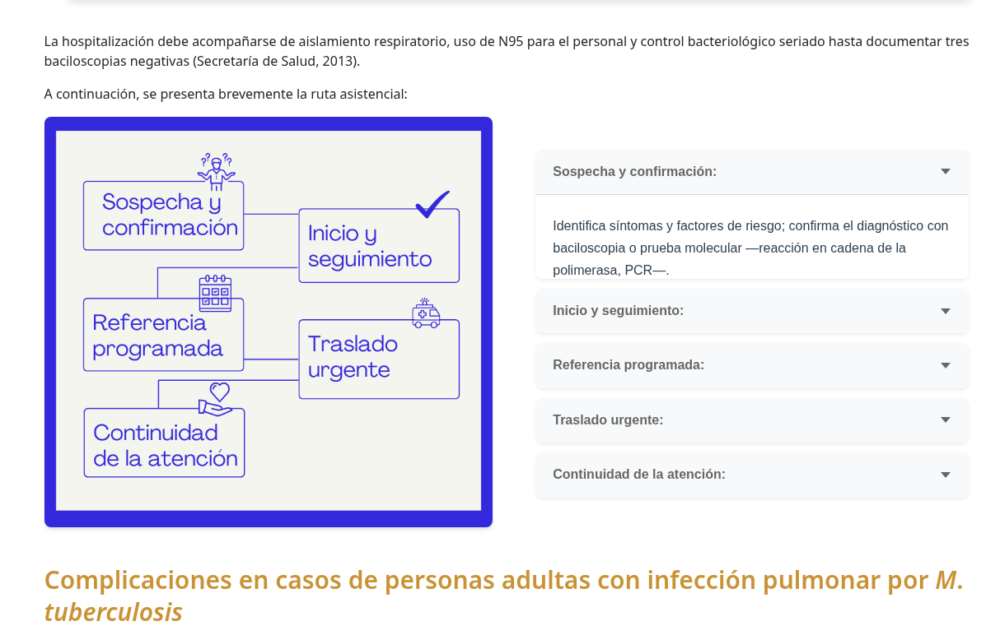 La hospitalización debe acompañarse de aislamiento respiratorio, uso de N95 para el personal y control bacteriológico seriado hasta documentar tres
baciloscopias negativas (Secretaría de Salud, 2013).
A continuación, se presenta brevemente la ruta asistencial:
Sospecha y
confirmación
Inicio y
seguimiento
Referencia
programada
Traslado
urgente
Continuidad
de la atención
Sospecha y confirmación:
Identifica síntomas y factores de riesgo; confirma el diagnóstico con
baciloscopia o prueba molecular —reacción en cadena de la
polimerasa, PCR—.
Inicio y seguimiento:
Referencia programada:
Traslado urgente:
Continuidad de la atención:
Complicaciones en casos de personas adultas con infección pulmonar por M.
tuberculosis